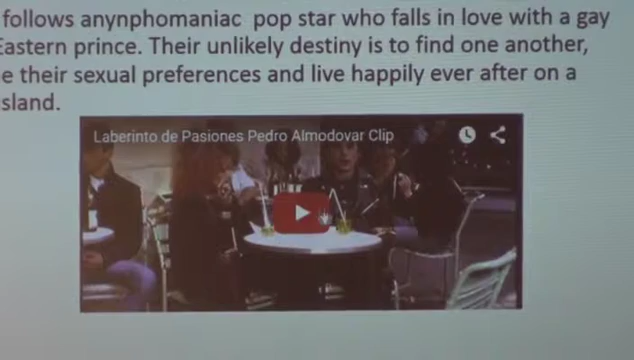 follows anynphomaniac pop star who falls in love with a gay
Eastern prince. Their unlikely destiny is to find one another,
e their sexual preferences and live happily ever after on a
sland.
Laberinto de Pasiones Pedro Almodovar Clip